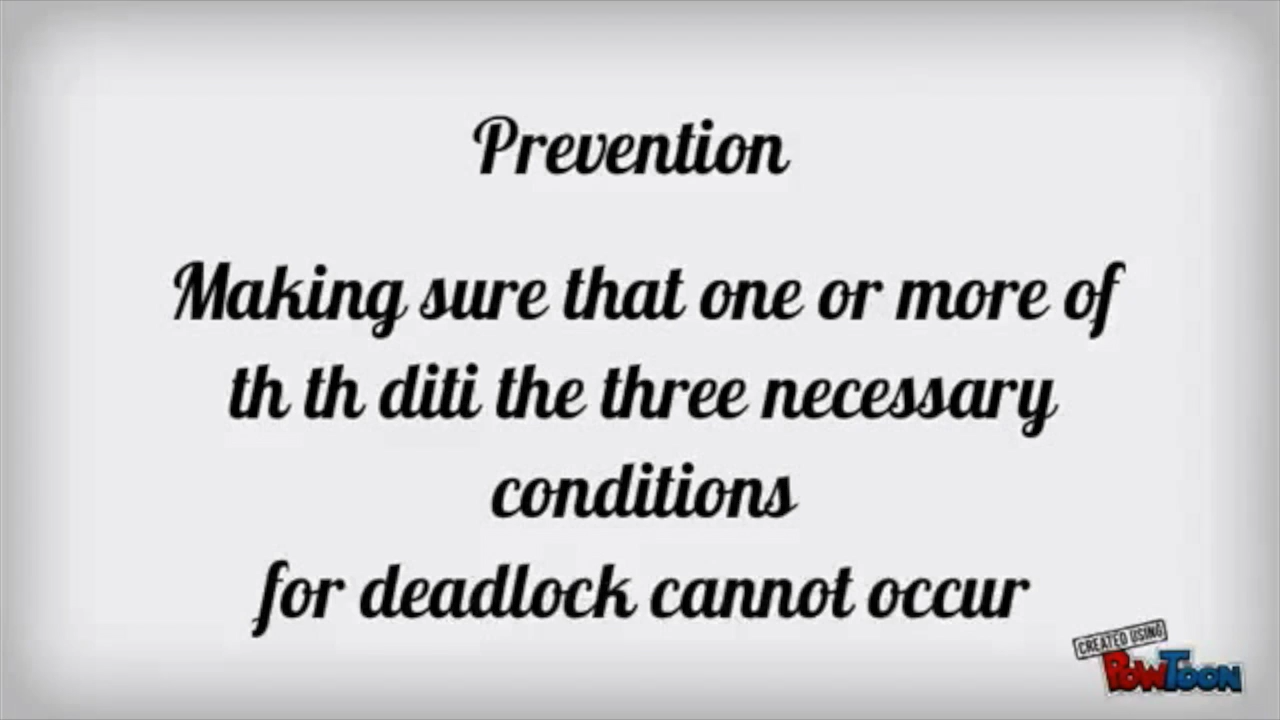 Prevention
Making sure that one or more of
th th diti the three necessary
conditions
for deadlock cannot occur
CREATED USING
PowToon